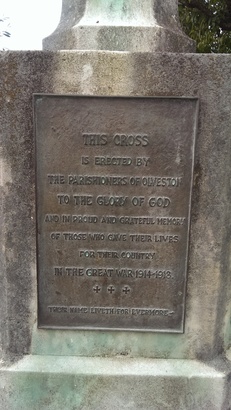 THIS CROSS
IS ERECTED BY
THE PARISHIONERS OF OLVESTON
TO THE GLORY OF GOD
AND IN PROUD AND GRATEFUL MEMORY
OF THOSE WHO GAVE THEIR LIVES
FOR THEIR COUNTRY
IN THE GREAT WAR 1914-1918.
THEIR NAME LIVETH FOR EVERMORE